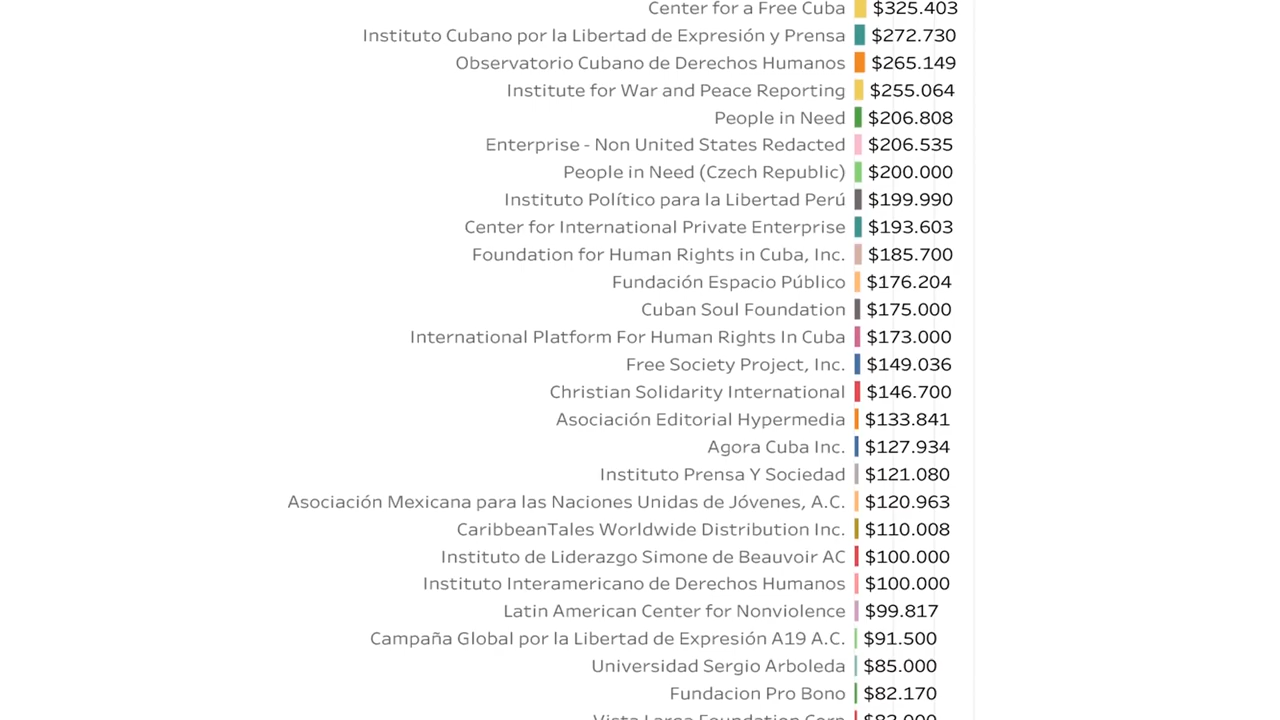 Center for a Free Cuba $325.403
Instituto Cubano por la Libertad de Expresión y Prensa $272.730
Observatorio Cubano de Derechos Humanos $265.149
Institute for War and Peace Reporting $255.064
People in Need $206.808
Enterprise - Non United States Redacted $206.535
People in Need (Czech Republic) $200.000
Instituto Político para la Libertad Perú $199.990
Center for International Private Enterprise $193.603
Foundation for Human Rights in Cuba, Inc. $185.700
Fundación Espacio Público $176.204
Cuban Soul Foundation $175.000
International Platform For Human Rights In Cuba $173.000
Free Society Project, Inc. $149.036
Christian Solidarity International $146.700
Asociación Editorial Hypermedia $133.841
Agora Cuba Inc. $127.934
Instituto Prensa Y Sociedad $121.080
Asociación Mexicana para las Naciones Unidas de Jóvenes, A.C. $120.963
CaribbeanTales Worldwide Distribution Inc. $110.008
Instituto de Liderazgo Simone de Beauvoir AC $100.000
Instituto Interamericano de Derechos Humanos $100.000
Latin American Center for Nonviolence $99.817
Campaña Global por la Libertad de Expresión A19 A.C. $91.500
Universidad Sergio Arboleda $85.000
Fundacion Pro Bono $82.170